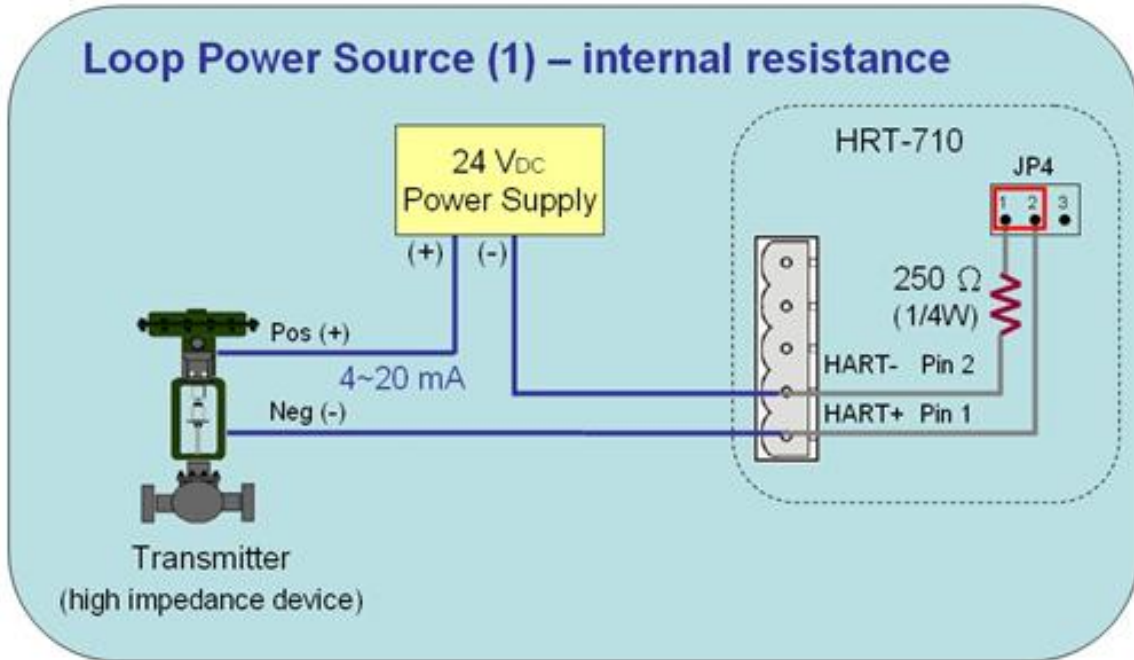 Loop Power Source (1) – internal resistance
24 VDC
Power Supply
(+) (-)
HRT-710
JP4
1 2 3
250 Ω
(1/4W)
Pos (+)
4~20 mA
Neg (-)
HART- Pin 2
HART+ Pin 1
Transmitter
(high impedance device)